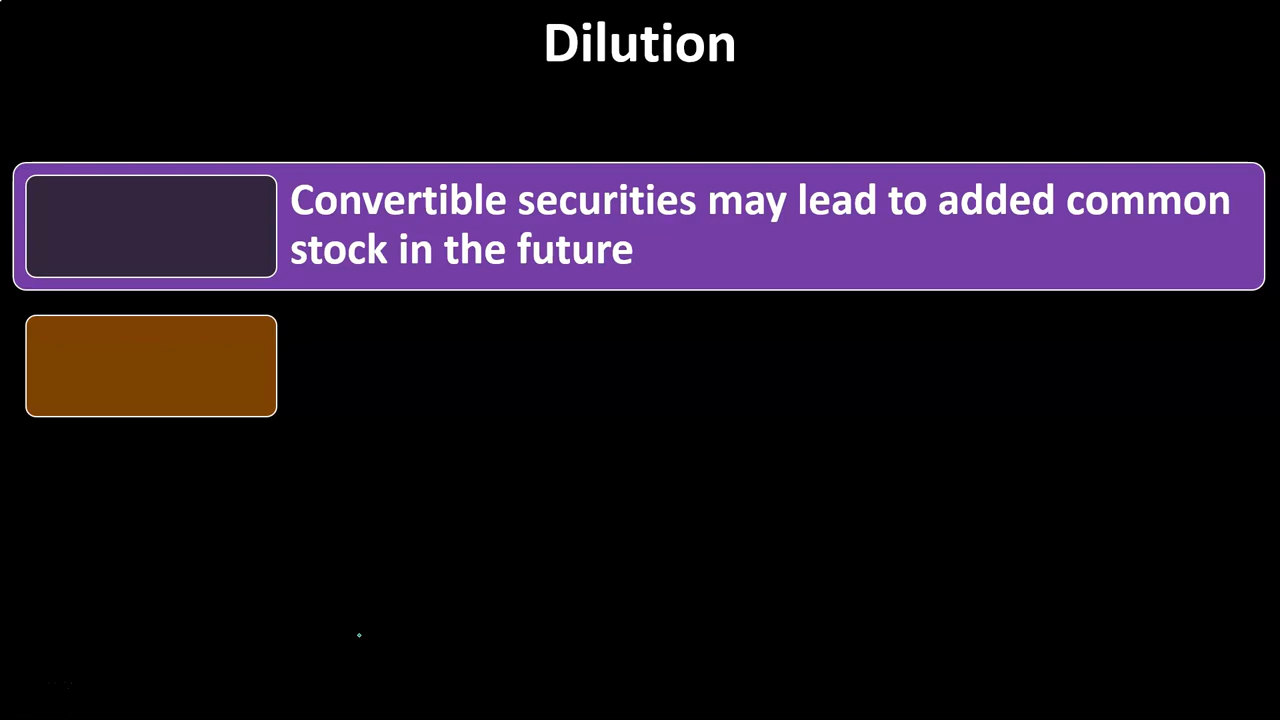 Dilution
Convertible securities may lead to added common
stock in the future